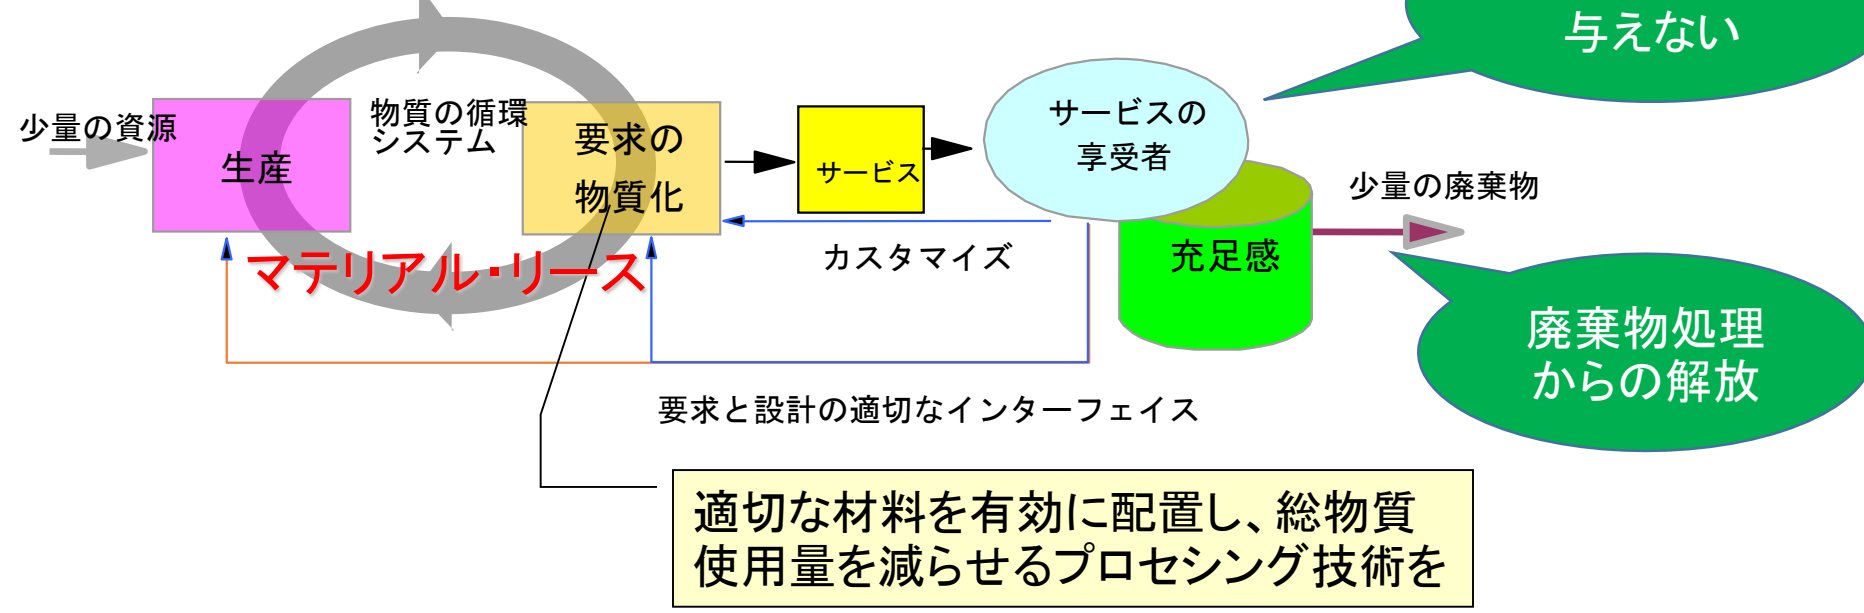 与えない
少量の資源
物質の循環
システム
生産
要求の
物質化
サービス
サービスの
享受者
少量の廃棄物
マテリアル・リース
カスタマイズ
充足感
廃棄物処理
からの解放
要求と設計の適切なインターフェイス
適切な材料を有効に配置し、総物質
使用量を減らせるプロセシング技術を